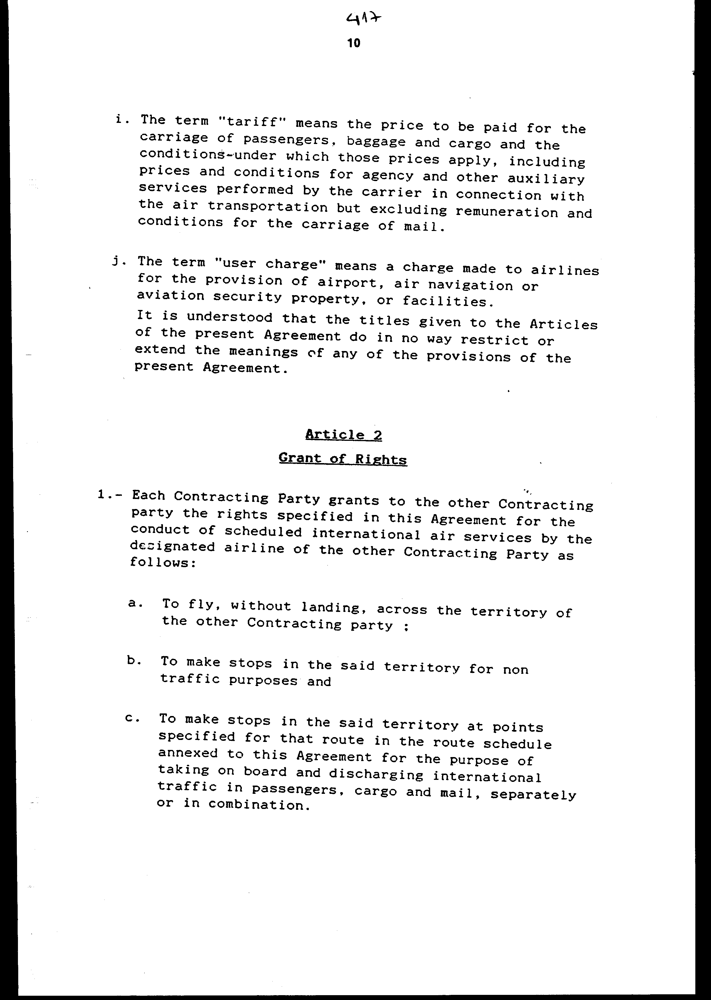 417
10
i. The term "tariff" means the price to be paid for the
carriage of passengers, baggage and cargo and the
conditions-under which those prices apply, including
prices and conditions for agency and other auxiliary
services performed by the carrier in connection with
the air transportation but excluding remuneration and
conditions for the carriage of mail.
j. The term "user charge" means a charge made to airlines
for the provision of airport, air navigation or
aviation security property, or facilities.
It is understood that the titles given to the Articles
of the present Agreement do in no way restrict or
extend the meanings of any of the provisions of the
present Agreement.
Article 2
Grant of Rights
1.- Each Contracting Party grants to the other Contracting
party the rights specified in this Agreement for the
conduct of scheduled international air services by the
designated airline of the other Contracting Party as
follows:
a. To fly, without landing, across the territory of
the other Contracting party ;
b. To make stops in the said territory for non
traffic purposes and
c. To make stops in the said territory at points
specified for that route in the route schedule
annexed to this Agreement for the purpose of
taking on board and discharging international
traffic in passengers, cargo and mail, separately
or in combination.